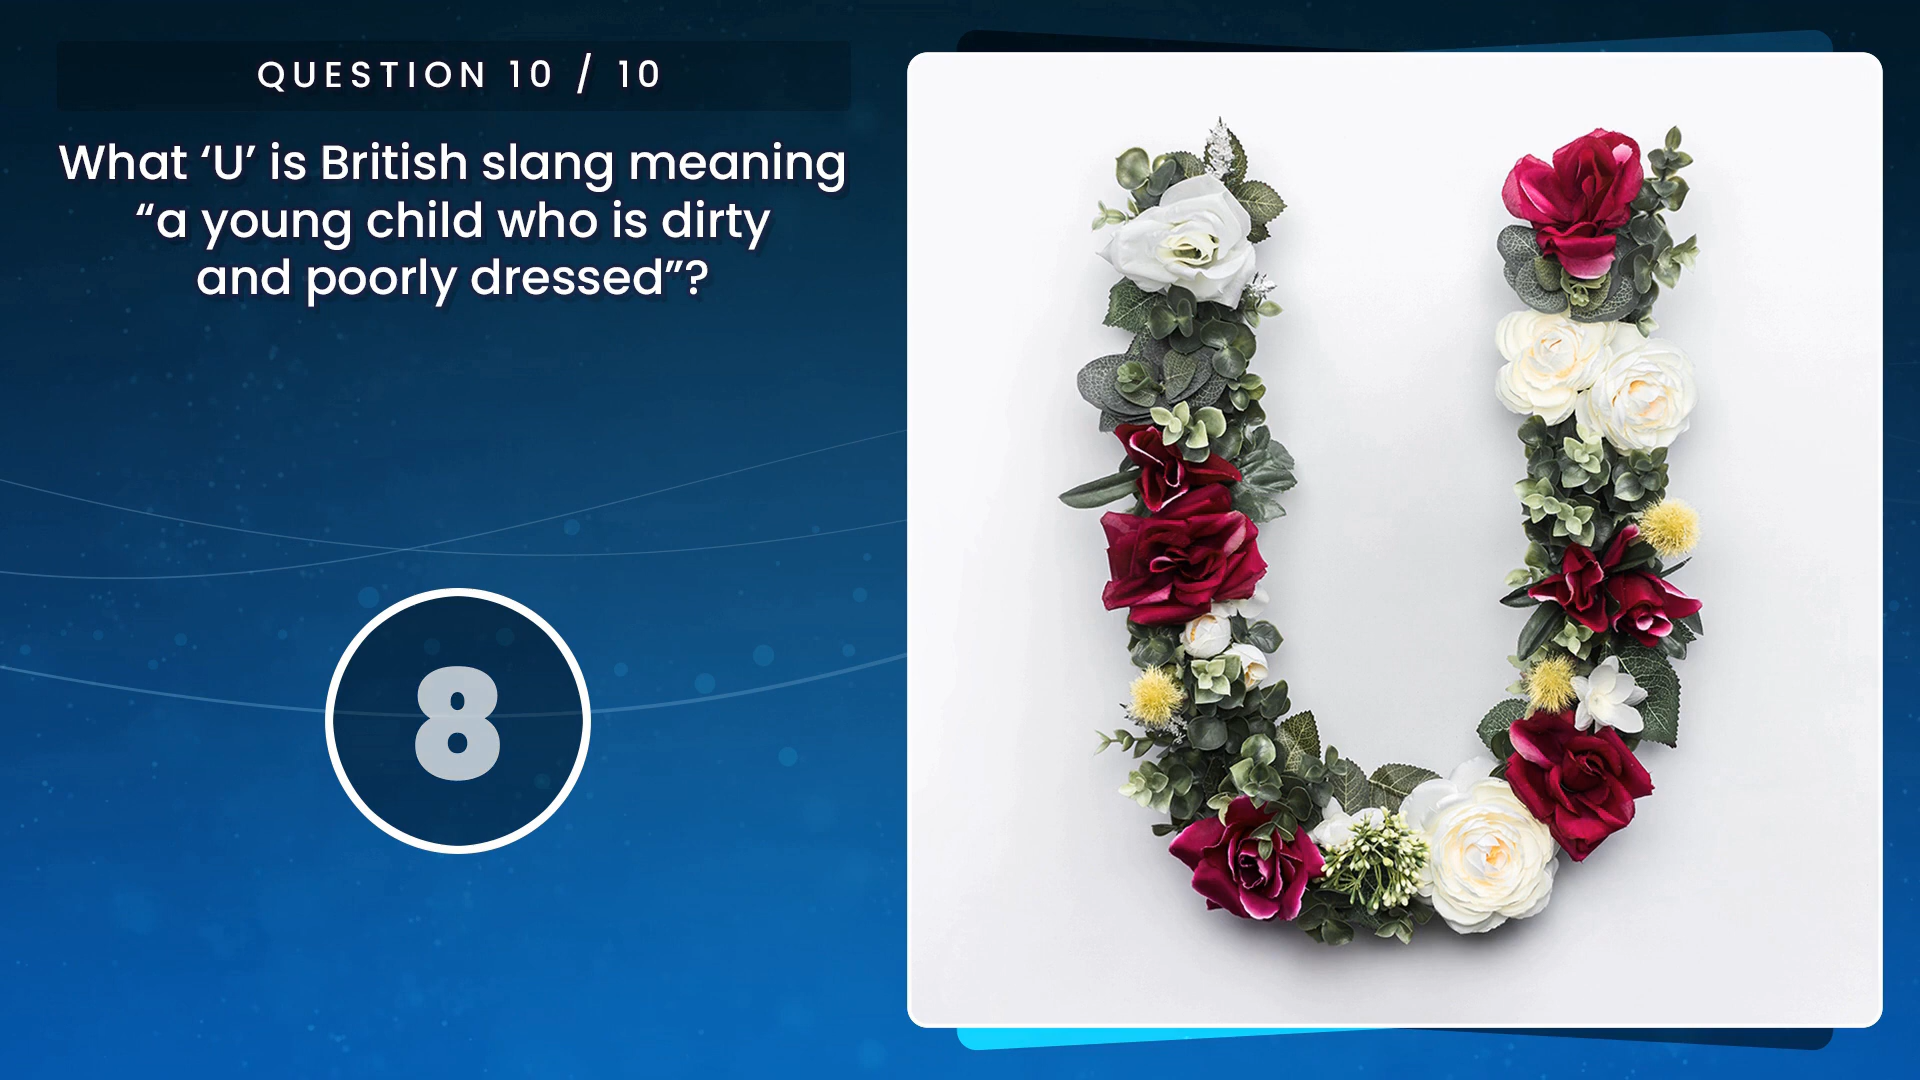 QUESTION 10 / 10
What ‘U’ is British slang meaning
“a young child who is dirty
and poorly dressed”?
8
U